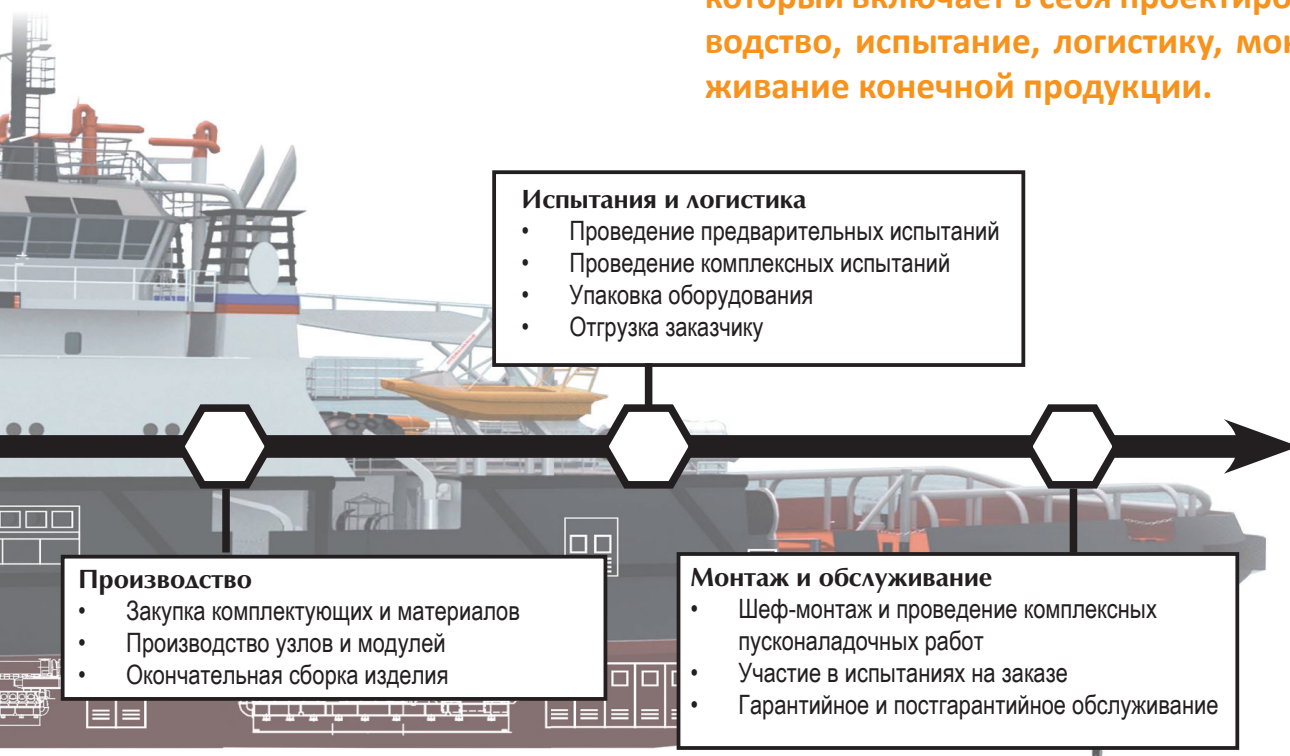 который включает в себя проектиро
водство, испытание, логистику, мон
живание конечной продукции.
Испытания и логистика
• Проведение предварительных испытаний
• Проведение комплексных испытаний
• Упаковка оборудования
• Отгрузка заказчику
Производство
• Закупка комплектующих и материалов
• Производство узлов и модулей
• Окончательная сборка изделия
Монтаж и обслуживание
• Шеф-монтаж и проведение комплексных
пусконаладочных работ
• Участие в испытаниях на заказе
• Гарантийное и постгарантийное обслуживание